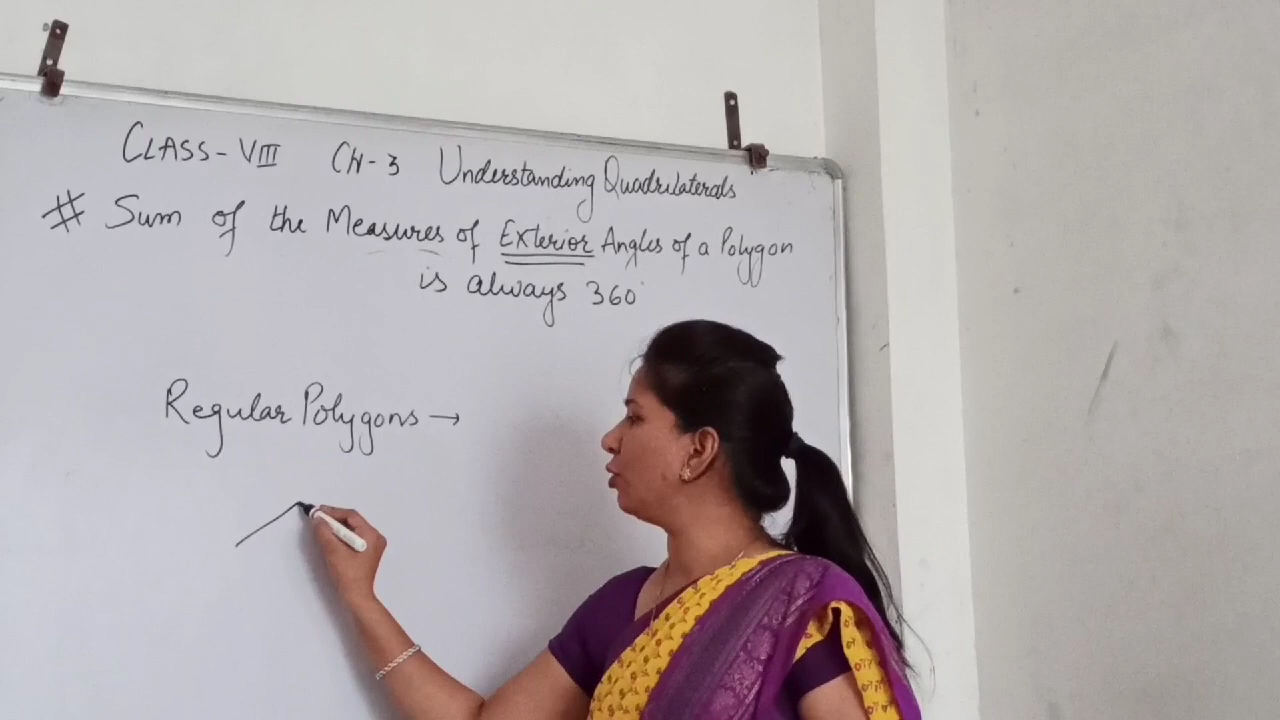 CLASS-VIII CH-3 Understanding Quadrilaterals
# Sum of the Measures of Exterior Angles of a Polygon
is always 360°
Regular Polygons →